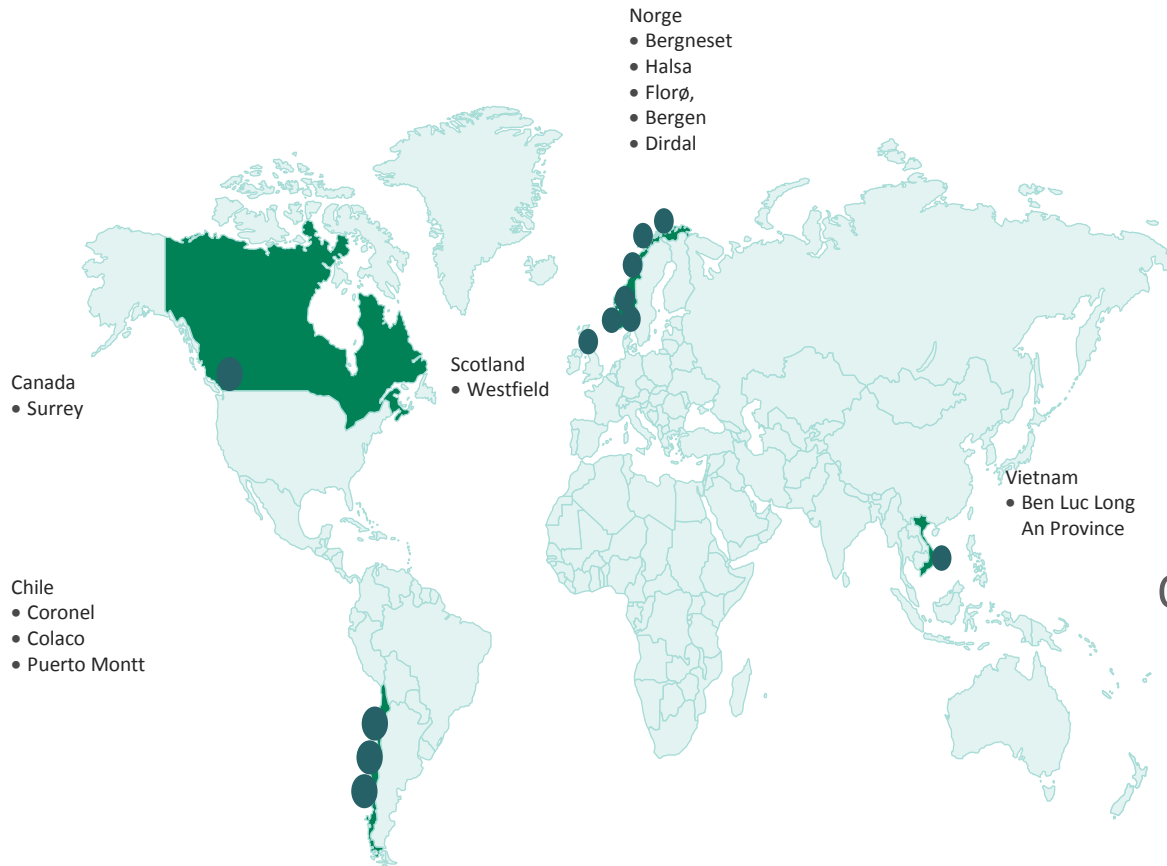 Norge
• Bergneset
• Halsa
• Florø,
• Bergen
• Dirdal
Scotland
• Westfield
Canada
• Surrey
Vietnam
• Ben Luc Long
An Province
Chile
• Coronel
• Colaco
• Puerto Montt